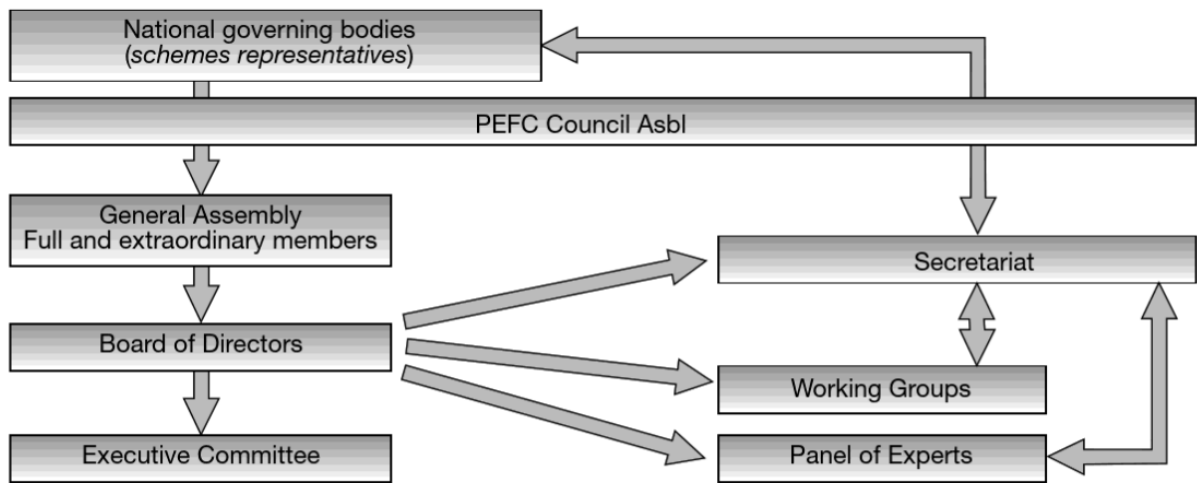 National governing bodies
(schemes representatives)
PEFC Council Asbl
General Assembly
Full and extraordinary members
Secretariat
Board of Directors
Working Groups
Executive Committee
Panel of Experts